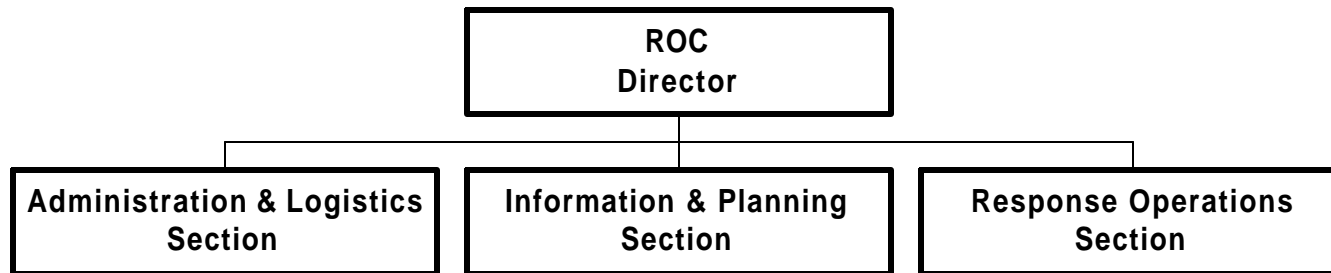 ROC
Director
Administration & Logistics
Section
Information & Planning
Section
Response Operations
Section